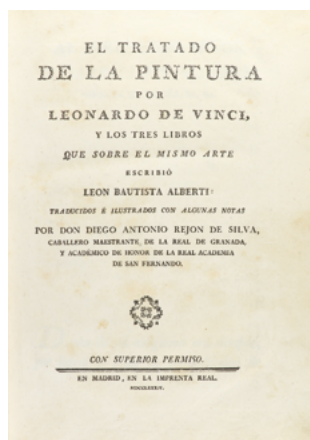 EL TRATADO
DE LA PINTURA
POR
LEONARDO DE VINCI,
Y LOS TRES LIBROS
QUE SOBRE EL MISMO ARTE
ESCRIBIÓ
LEON BAUTISTA ALBERTI:
TRADUCIDOS É ILUSTRADOS CON ALGUNAS NOTAS
POR DON DIEGO ANTONIO REJON DE SILVA,
CABALLERO MAESTRANTE DE LA REAL DE GRANADA,
Y ACADÉMICO DE HONOR DE LA REAL ACADEMIA
DE SAN FERNANDO.
CON SUPERIOR PERMISO.
EN MADRID, EN LA IMPRENTA REAL.